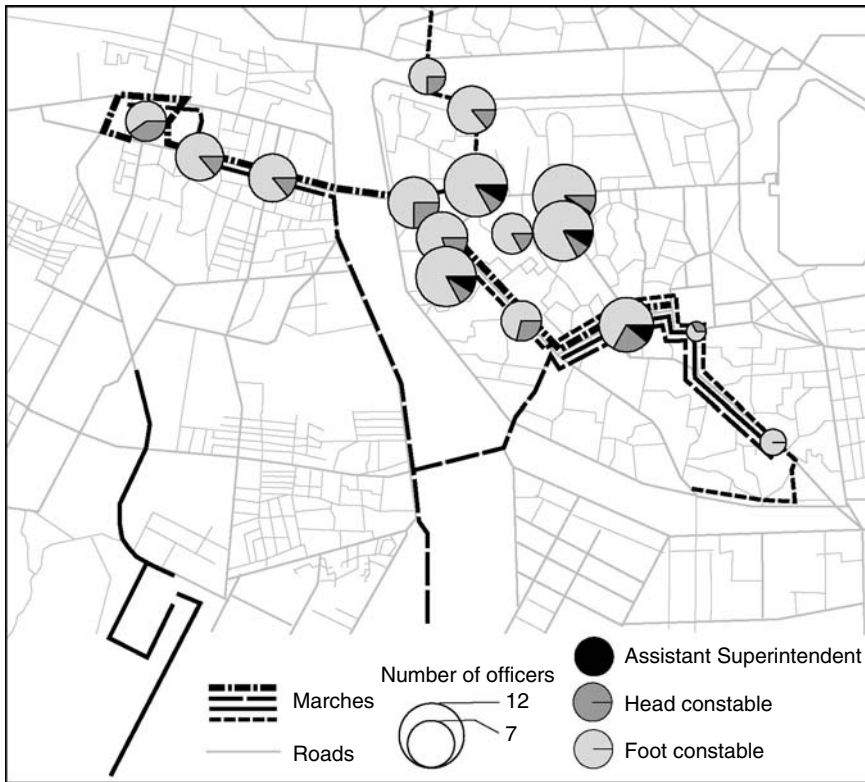 Marches
Roads
Number of officers
12
7
Assistant Superintendent
Head constable
Foot constable